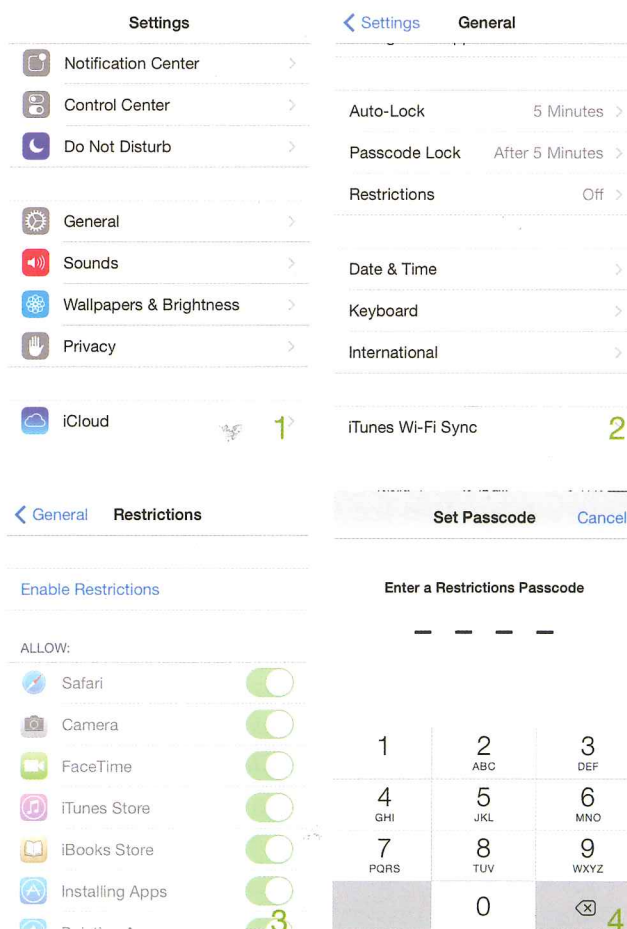 Settings
Notification Center
Control Center
Do Not Disturb
General
Sounds
Wallpapers & Brightness
Privacy
iCloud
1
Settings General
Auto-Lock 5 Minutes
Passcode Lock After 5 Minutes
Restrictions Off
Date & Time
Keyboard
International
iTunes Wi-Fi Sync
2
General Restrictions
Enable Restrictions
ALLOW:
Safari
Camera
FaceTime
iTunes Store
iBooks Store
Installing Apps
3
Set Passcode Cancel
Enter a Restrictions Passcode
1 2 ABC 3 DEF
4 GHI 5 JKL 6 MNO
7 PQRS 8 TUV 9 WXYZ
0
4